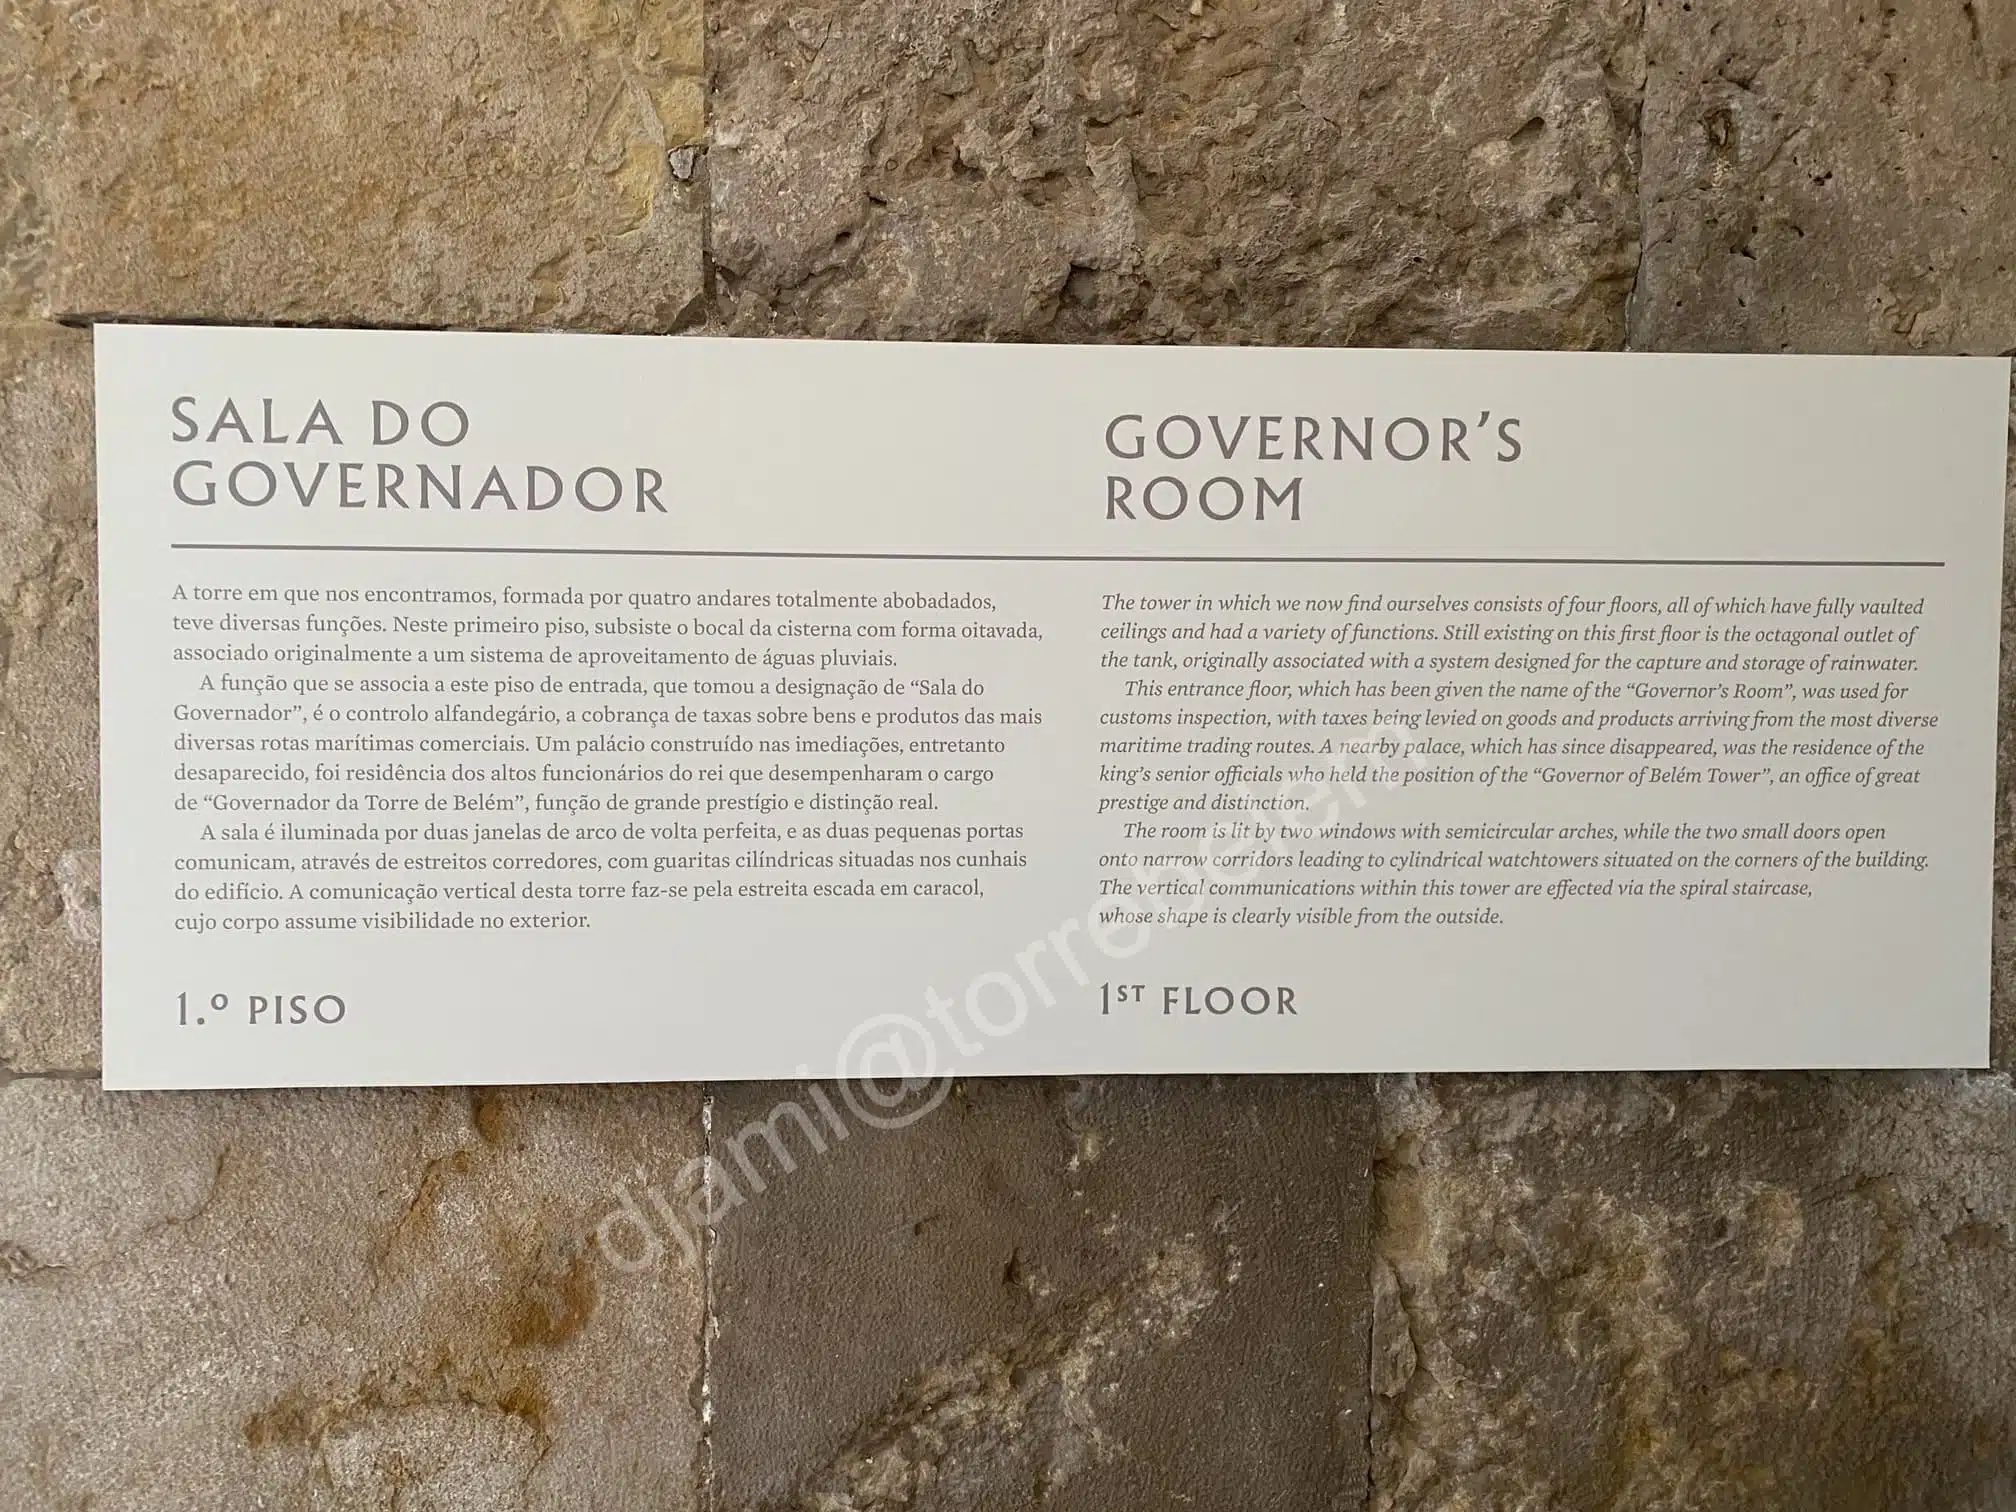 SALA DO
GOVERNADOR
A torre em que nos encontramos, formada por quatro andares totalmente abobadados,
teve diversas funções. Neste primeiro piso, subsiste o bocal da cisterna com forma oitavada,
associado originalmente a um sistema de aproveitamento de águas pluviais.
A função que se associa a este piso de entrada, que tomou a designação de “Sala do
Governador”, é o controlo alfandegário, a cobrança de taxas sobre bens e produtos das mais
diversas rotas marítimas comerciais. Um palácio construído nas imediações, entretanto
desaparecido, foi residência dos altos funcionários do rei que desempenharam o cargo
de “Governador da Torre de Belém”, função de grande prestígio e distinção real.
A sala é iluminada por duas janelas de arco de volta perfeita, e as duas pequenas portas
comunicam, através de estreitos corredores, com guaritas cilíndricas situadas nos cunhais
do edifício. A comunicação vertical desta torre faz-se pela estreita escada em caracol,
cujo corpo assume visibilidade no exterior.
1.º PISO
GOVERNOR’S
ROOM
The tower in which we now find ourselves consists of four floors, all of which have fully vaulted
ceilings and had a variety of functions. Still existing on this first floor is the octagonal outlet of
the tank, originally associated with a system designed for the capture and storage of rainwater.
This entrance floor, which has been given the name of the “Governor’s Room”, was used for
customs inspection, with taxes being levied on goods and products arriving from the most diverse
maritime trading routes. A nearby palace, which has since disappeared, was the residence of the
king’s senior officials who held the position of the “Governor of Belém Tower”, an office of great
prestige and distinction.
The room is lit by two windows with semicircular arches, while the two small doors open
onto narrow corridors leading to cylindrical watchtowers situated on the corners of the building.
The vertical communications within this tower are effected via the spiral staircase,
whose shape is clearly visible from the outside.
1ST FLOOR
djami@torrebelem